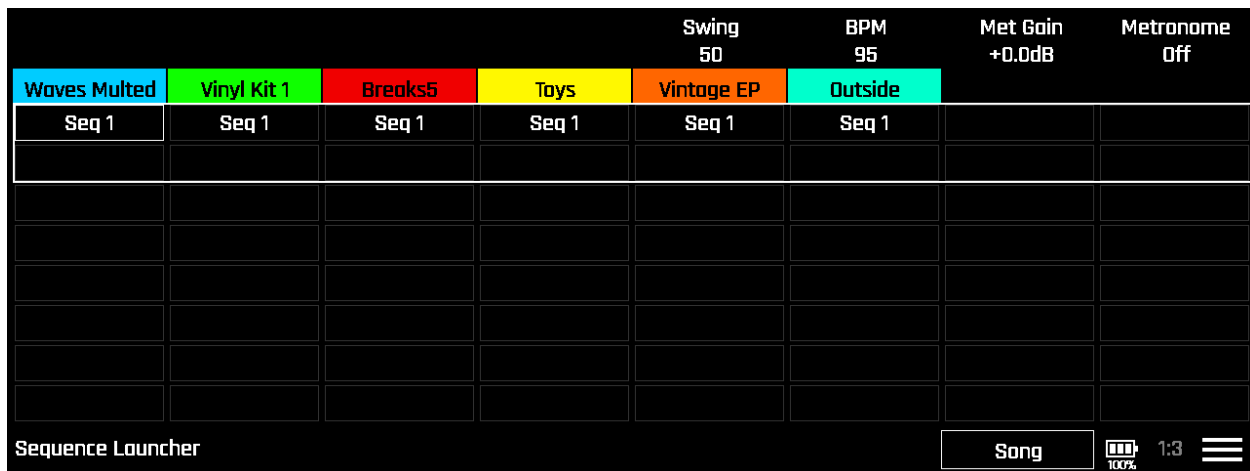 Swing BPM Met Gain Metronome
50 95 +0.0dB Off
Waves Multed Vinyl Kit 1 Breaks5 Toys Vintage EP Outside
Seq 1 Seq 1 Seq 1 Seq 1 Seq 1 Seq 1
Sequence Launcher Song 100% 1:3